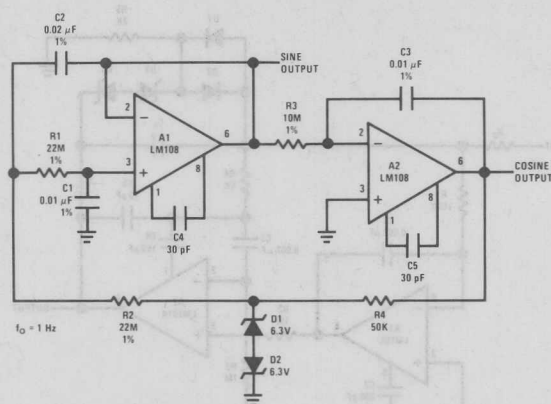 C2
0.02 μF
1%
SINE
OUTPUT
C3
0.01 μF
1%
2
A1
LM108
6
3
1
8
R1
22M
1%
C1
0.01 μF
1%
C4
30 pF
R3
10M
1%
2
A2
LM108
6
3
1
8
COSINE
OUTPUT
C5
30 pF
R2
22M
1%
R4
50K
D1
6.3V
D2
6.3V
fO = 1 Hz